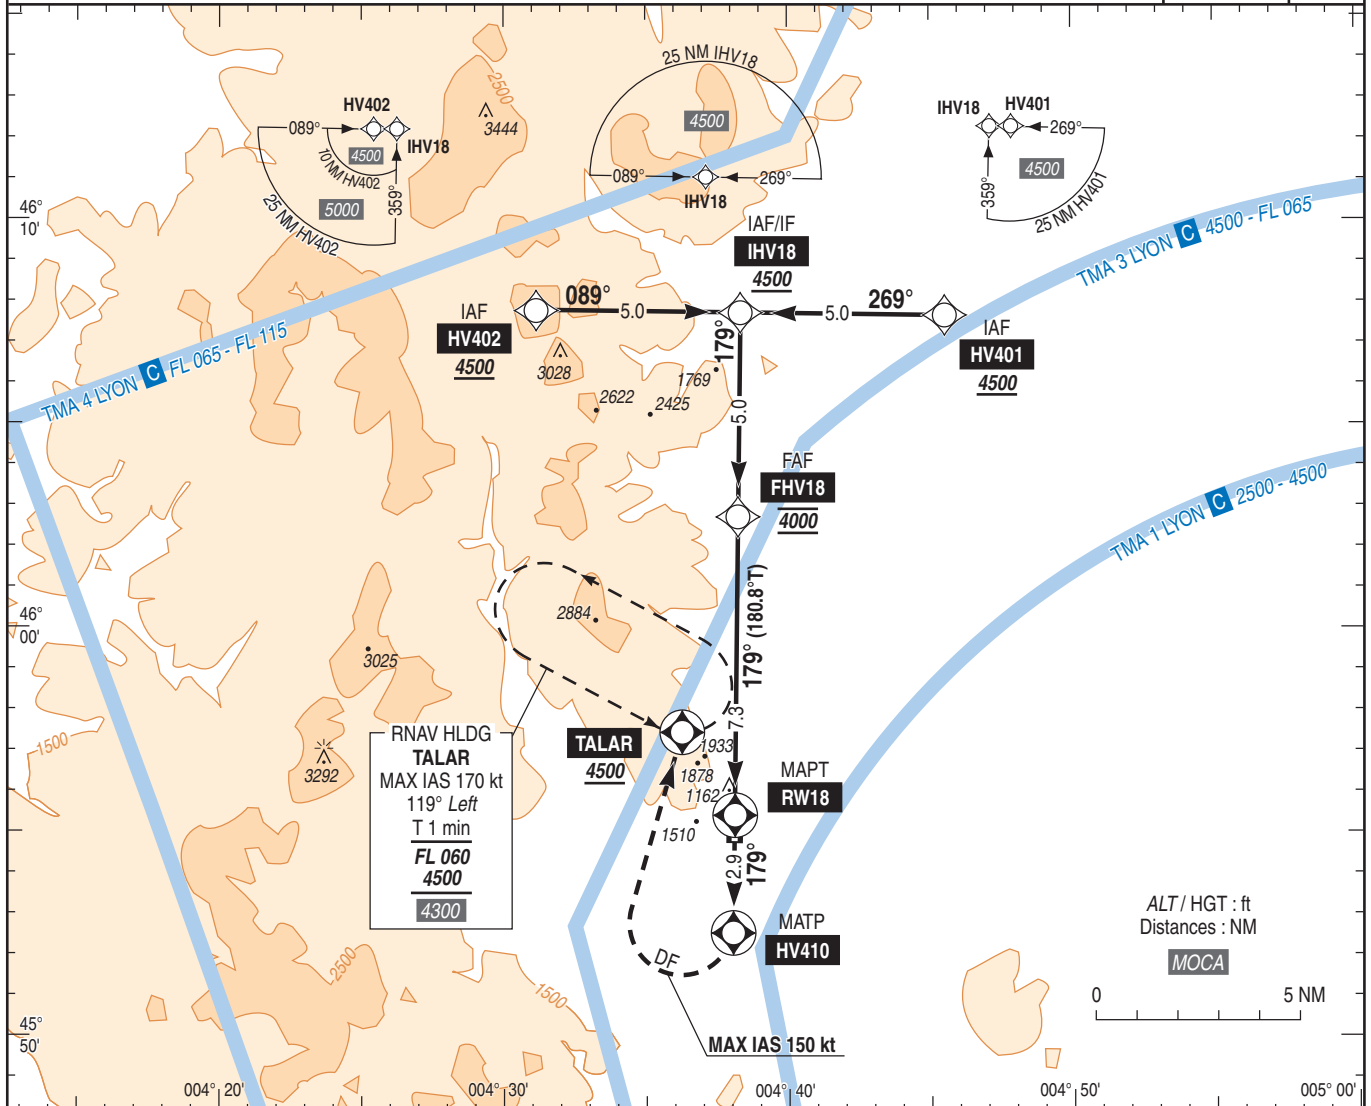 25 NM IHV18
4500
089°
269°
IHV18
HV402
089°
IHV18
4500
10 NM HV402
5000
359°
25 NM HV402
2500
3444
IHV18
HV401
269°
4500
359°
25 NM HV401
46°
10'
IAF/IF
IHV18
4500
TMA 3 LYON C 4500 - FL 065
TMA 4 LYON C FL 065 - FL 115
IAF
HV402
4500
089°
5.0
269°
5.0
IAF
HV401
4500
179°
5.0
3028
2622
2425
1769
FAF
FHV18
4000
TMA 1 LYON C 2500 - 4500
179° (180.8°T)
7.3
46°
00'
2884
3025
1500
3292
RNAV HLDG
TALAR
MAX IAS 170 kt
119° Left
T 1 min
FL 060
4500
4300
TALAR
4500
1933
1878
1162
1510
MAPT
RW18
2.9
179°
MATP
HV410
DF
MAX IAS 150 kt
2500
1500
ALT / HGT : ft
Distances : NM
MOCA
0
5 NM
45°
50'
004° 20'
004° 30'
004° 40'
004° 50'
005° 00'